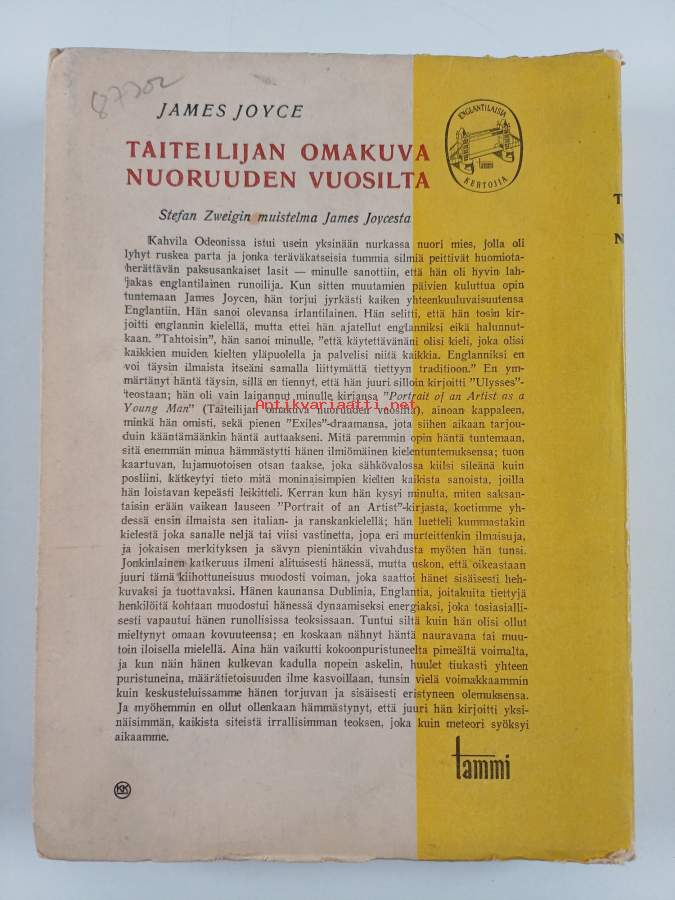 87302
JAMES JOYCE
TAITEILIJAN OMAKUVA
NUORUUDEN VUOSILTA
ENGLANTILAISIA
tammi
KERTOJIA
Stefan Zweigin muistelma James Joycesta
Kahvila Odeonissa istui usein yksinään nurkassa nuori mies, jolla oli
lyhyt ruskea parta ja jonka teräväkatseisia tummia silmiä peittivät huomiota-
herättävän paksusankaiset lasit — minulle sanottiin, että hän oli hyvin lah-
jakas englantilainen runoilija. Kun sitten muutamien päivien kuluttua opin
tuntemaan James Joycen, hän torjui jyrkästi kaiken yhteenkuuluvaisuutensa
Englantiin. Hän sanoi olevansa irlantilainen. Hän selitti, että hän tosin kir-
joitti englannin kielellä, mutta ettei hän ajatellut englanniksi eikä halunnut-
kaan. "Tahtoisin", hän sanoi minulle, "että käytettävänäni olisi kieli, joka olisi
kaikkien muiden kielten yläpuolella ja palvelisi niitä kaikkia. Englanniksi en
voi täysin ilmaista itseäni samalla liittymättä tiettyyn traditioon." En ym-
märtänyt häntä täysin, sillä en tiennyt, että hän juuri silloin kirjoitti "Ulysses"-
teostaan; hän oli vain lainannut minulle kirjansa "Portrait of an Artist as a
Young Man" (Taiteilijan omakuva nuoruuden vuosilta), ainoan kappaleen,
minkä hän omisti, sekä pienen "Exiles"-draamansa, jota siihen aikaan tarjou-
duin kääntämäänkin häntä auttaakseni. Mitä paremmin opin häntä tuntemaan,
sitä enemmän minua hämmästytti hänen ilmiömäinen kielentuntemuksensa; tuon
kaartuvan, lujamuotoisen otsan taakse, joka sähkövalossa kiilsi sileänä kuin
posliini, kätkeytyi tieto mitä moninaisimpien kielten kaikista sanoista, joilla
hän loistavan kepeästi leikitteli. Kerran kun hän kysyi minulta, miten saksan-
taisin erään vaikean lauseen "Portrait of an Artist"-kirjasta, koetimme yh-
dessä ensin ilmaista sen italian- ja ranskankielellä; hän luetteli kummastakin
kielestä joka sanalle neljä tai viisi vastinetta, jopa eri murteittenkin ilmaisuja,
ja jokaisen merkityksen ja sävyn pienintäkin vivahdusta myöten hän tunsi.
Jonkinlainen katkeruus ilmeni alituisesti hänessä, mutta uskon, että oikeastaan
juuri tämä kiihottuneisuus muodosti voiman, joka saattoi hänet sisäisesti heh-
kuvaksi ja tuottavaksi. Hänen kaunansa Dublinia, Englantia, joitakuita tiettyjä
henkilöitä kohtaan muodostui hänessä dynaamiseksi energiaksi, joka tosiasialli-
sesti vapautui hänen runollisissa teoksissaan. Tuntui siltä kuin hän olisi ollut
mieltynyt omaan kovuuteensa; en koskaan nähnyt häntä nauravana tai muu-
toin iloisella mielellä. Aina hän vaikutti kokoonpuristuneelta pimeältä voimalta,
ja kun näin hänen kulkevan kadulla nopein askelin, huulet tiukasti yhteen
puristuneina, määrätietoisuuden ilme kasvoillaan, tunsin vielä voimakkaammin
kuin keskusteluissamme hänen torjuvan ja sisäisesti eristyneen olemuksensa.
Ja myöhemmin en ollut ollenkaan hämmästynyt, että juuri hän kirjoitti yksi-
näisimmän, kaikista siteistä irrallisimman teoksen, joka kuin meteori syöksyi
aikaamme.
tammi
KK
T
N
Antikvariaatti.net